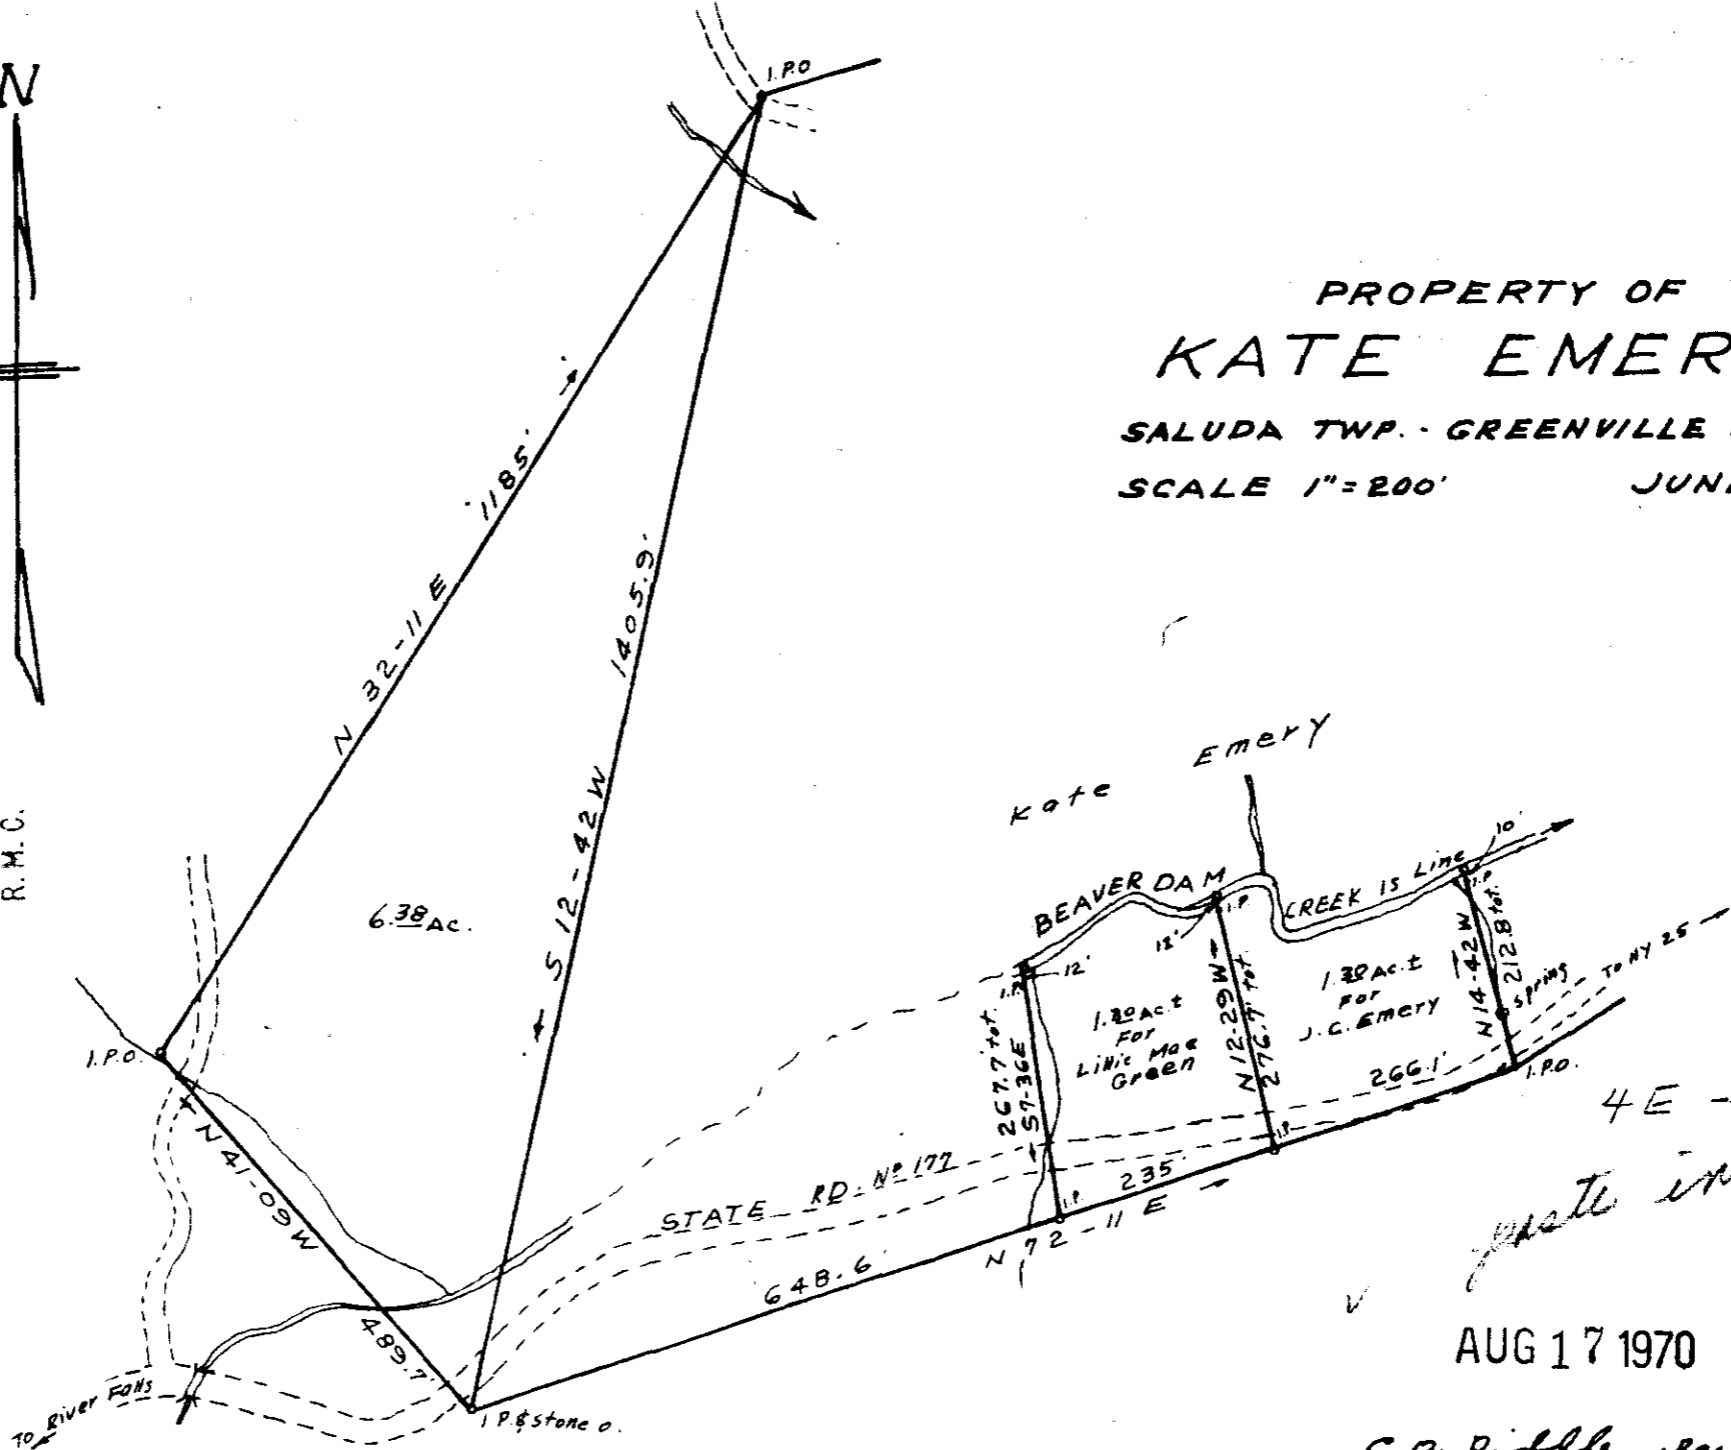 N
I.P.O
PROPERTY OF
KATE EMER
SALUDA TWP. - GREENVILLE
SCALE 1"=200' JUN
N 32-11 E 1185'
1405.9'
S 12-42 W
R.M.C.
6.38 AC.
Kate Emery
BEAVER DAM CREEK IS Line
10'
I.P.
12'
I.P.
12'
I.P.
I.P.O.
267.7' tot.
S7-36E
1.20 Ac.±
For
Lillie Mae
Green
N 12-29 W
276.7' tot
1.38 Ac.±
For
J.C. Emery
N 14-42 W
212.8 tot.
Spring
TO HY 25
266.1'
I.P.O.
4E -
N 41-09 W
489.7'
STATE RD. Nº 177
I.P.
235'
I.P.
N 72-11 E
648.6
AUG 17 1970
TO River Falls
I P. & Stone o.